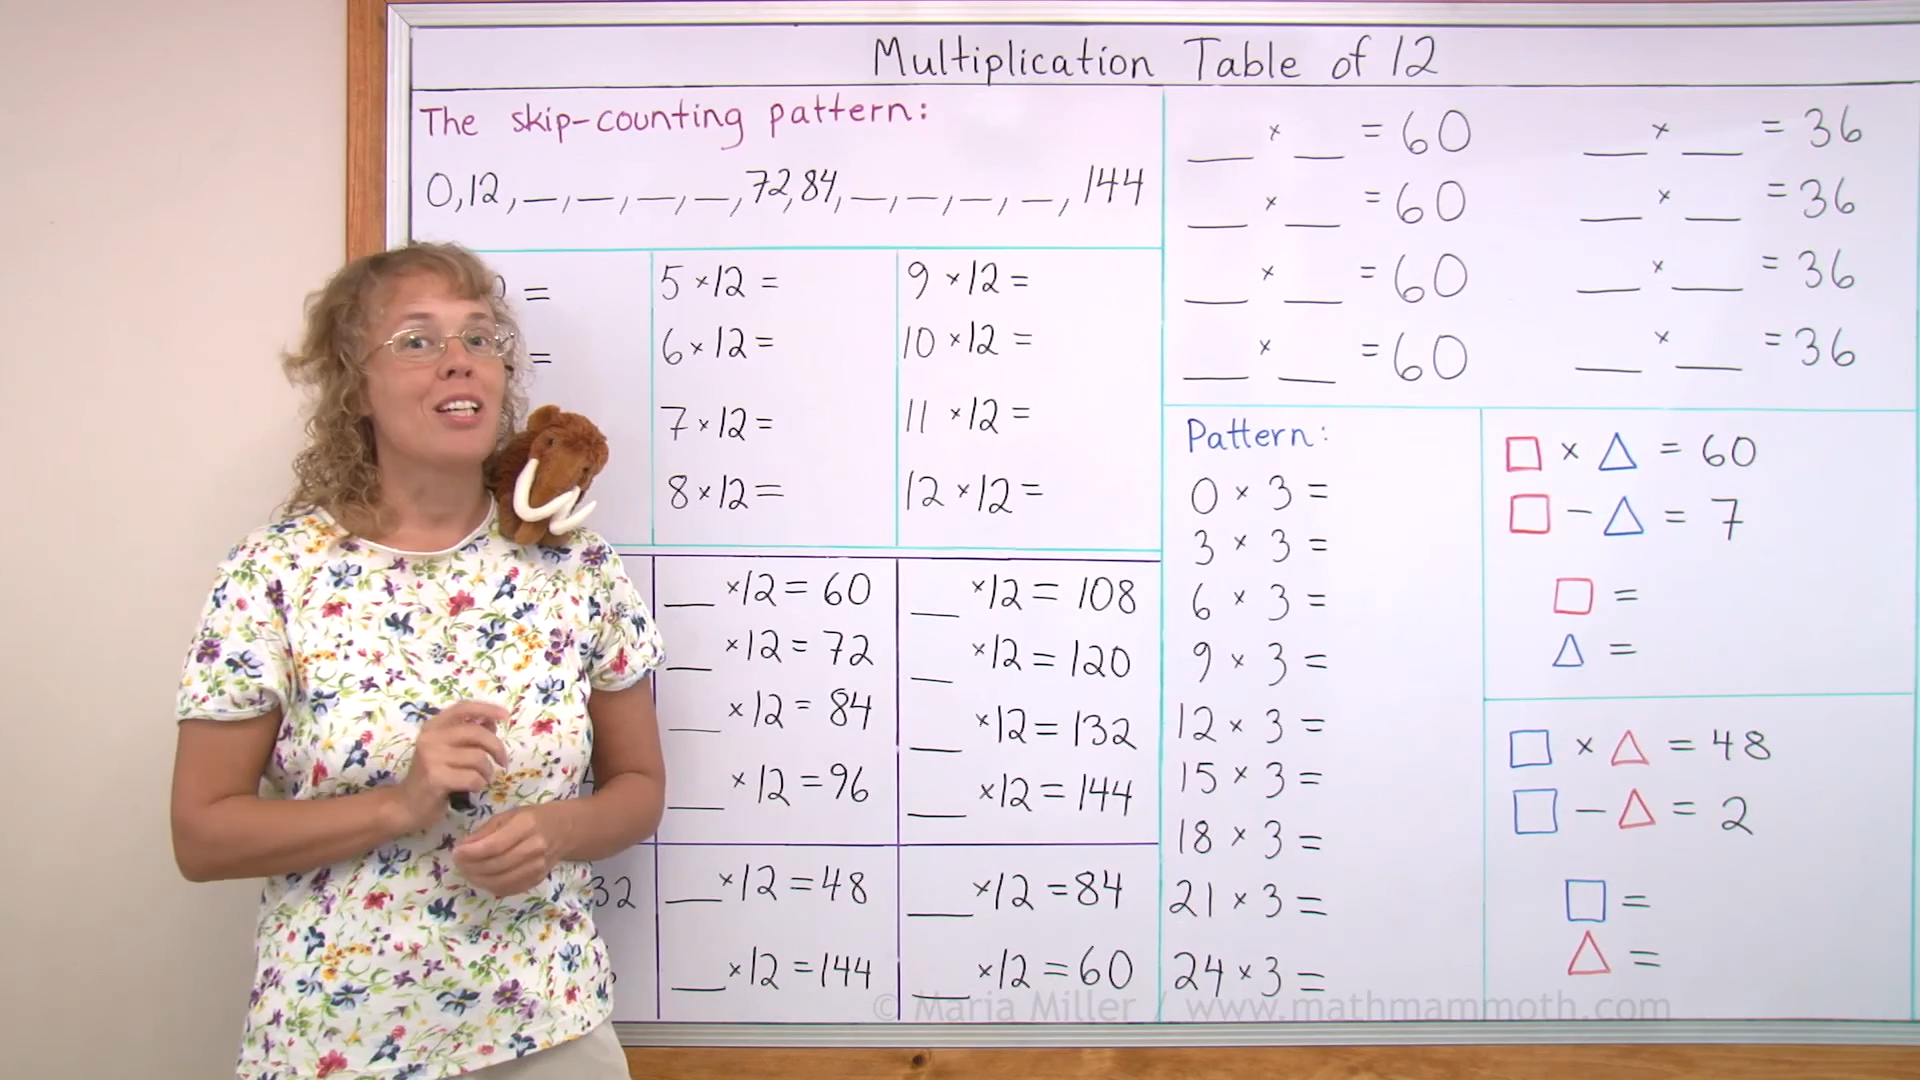 Multiplication Table of 12
The skip-counting pattern:
0, 12, __, __, __, __, 72, 84, __, __, __, __, 144
=
=
5 × 12 =
6 × 12 =
7 × 12 =
8 × 12 =
9 × 12 =
10 × 12 =
11 × 12 =
12 × 12 =
__ × 12 = 60
__ × 12 = 72
__ × 12 = 84
__ × 12 = 96
__ × 12 = 108
__ × 12 = 120
__ × 12 = 132
__ × 12 = 144
32
__ × 12 = 48
__ × 12 = 144
__ × 12 = 84
__ × 12 = 60
__ × __ = 60
__ × __ = 60
__ × __ = 60
__ × __ = 60
__ × __ = 36
__ × __ = 36
__ × __ = 36
__ × __ = 36
Pattern:
0 × 3 =
3 × 3 =
6 × 3 =
9 × 3 =
12 × 3 =
15 × 3 =
18 × 3 =
21 × 3 =
24 × 3 =
□ × △ = 60
□ − △ = 7
□ =
△ =
□ × △ = 48
□ − △ = 2
□ =
△ =
© Maria Miller / www.mathmammoth.com